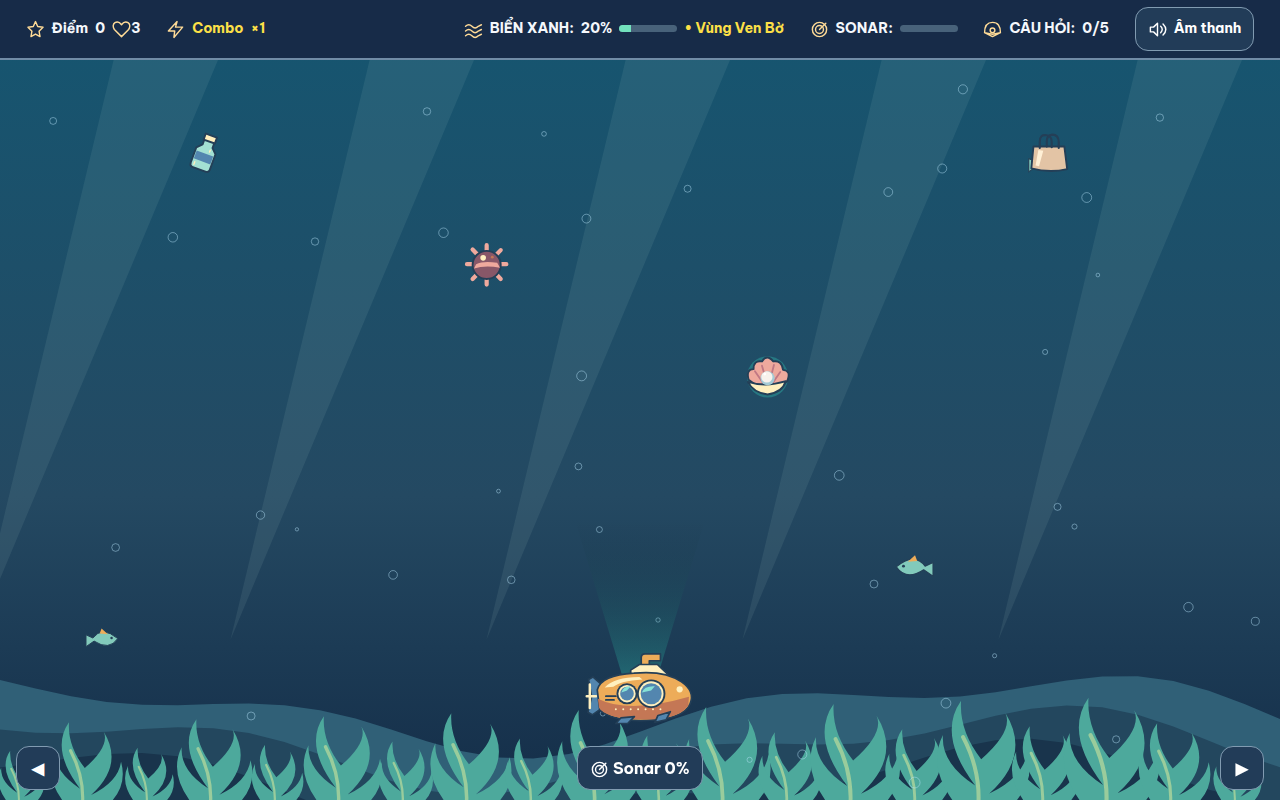 Điểm 0 3 Combo ×1 BIỂN XANH: 20% • Vùng Ven Bờ SONAR: CÂU HỎI: 0/5 Âm thanh
◀ Sonar 0% ▶